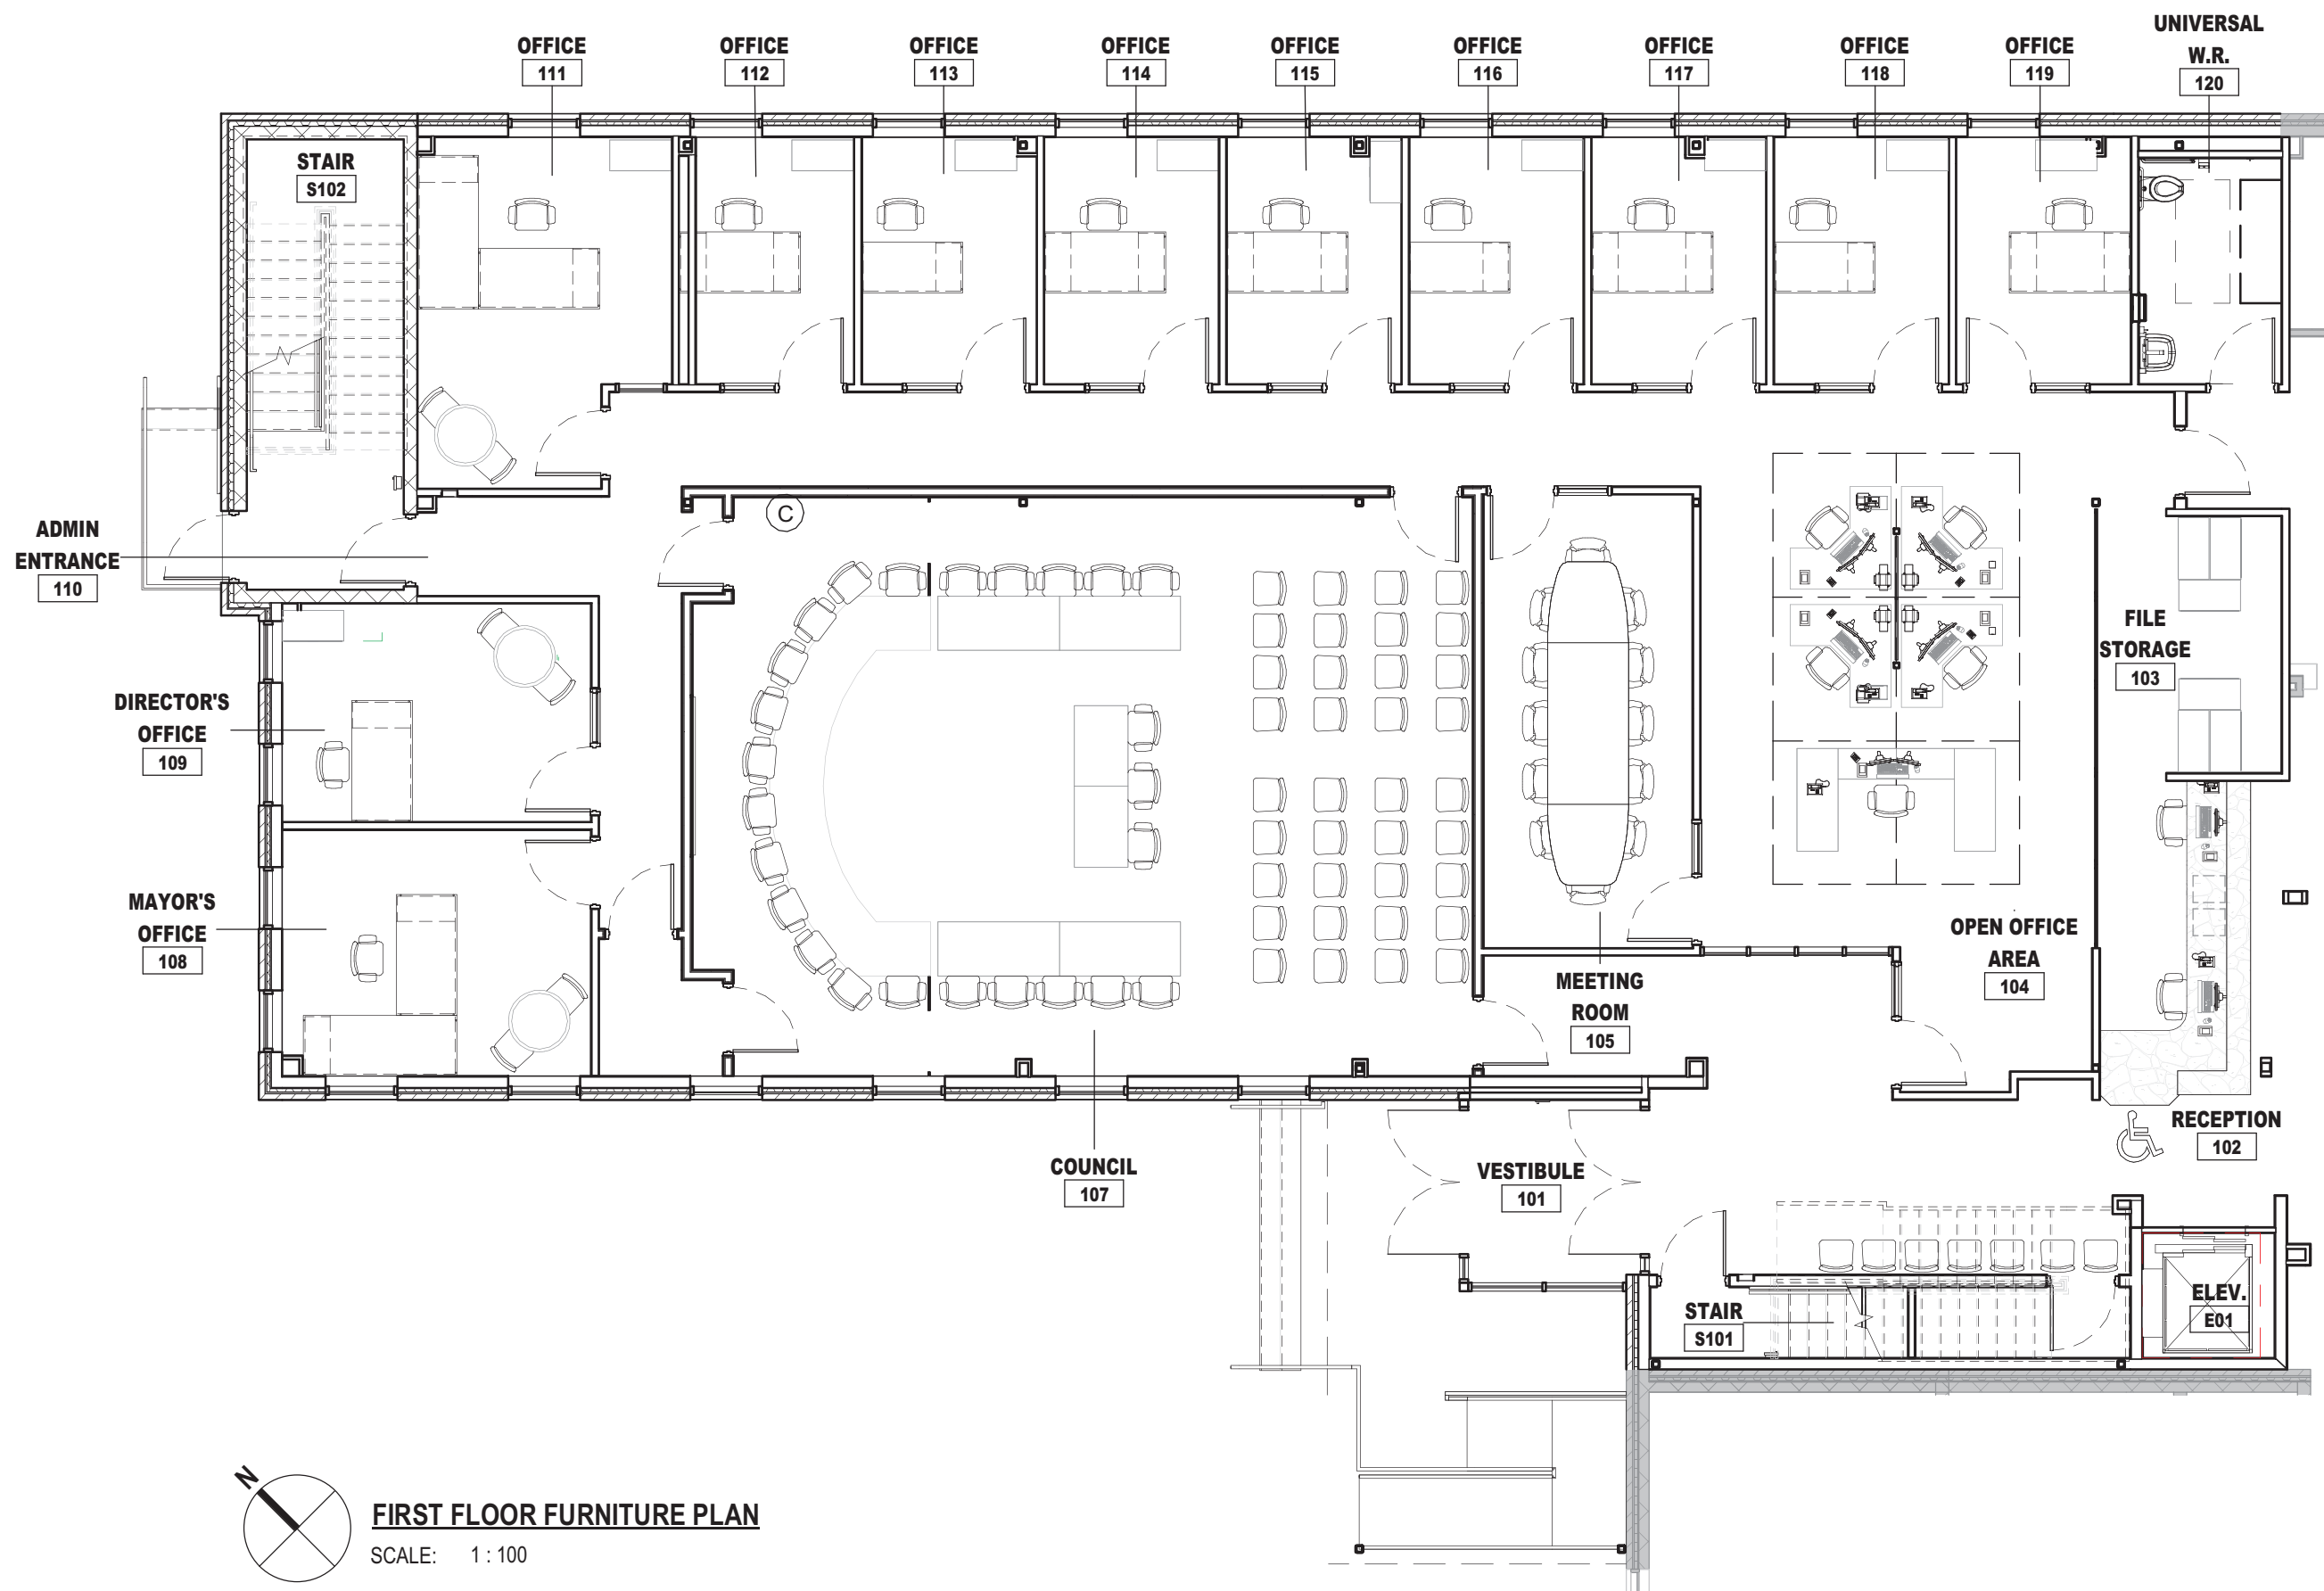 UNIVERSAL
W.R.
120
OFFICE
111
OFFICE
112
OFFICE
113
OFFICE
114
OFFICE
115
OFFICE
116
OFFICE
117
OFFICE
118
OFFICE
119
STAIR
S102
C
ADMIN
ENTRANCE
110
FILE
STORAGE
103
DIRECTOR'S
OFFICE
109
MAYOR'S
OFFICE
108
OPEN OFFICE
AREA
104
MEETING
ROOM
105
RECEPTION
102
COUNCIL
107
VESTIBULE
101
STAIR
S101
ELEV.
E01
N
FIRST FLOOR FURNITURE PLAN
SCALE: 1 : 100